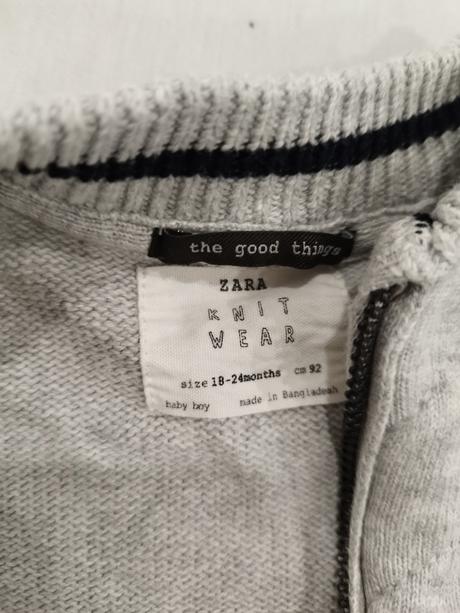 the good things
ZARA
KNIT
WEAR
size 18-24months cm 92
baby boy made in Bangladesh